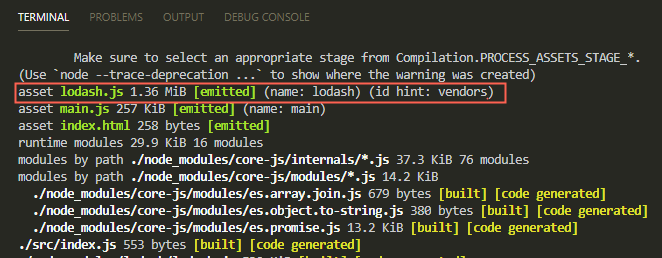 TERMINAL PROBLEMS OUTPUT DEBUG CONSOLE
Make sure to select an appropriate stage from Compilation.PROCESS_ASSETS_STAGE_*.
(Use `node --trace-deprecation ...` to show where the warning was created)
asset lodash.js 1.36 MiB [emitted] (name: lodash) (id hint: vendors)
asset main.js 257 KiB [emitted] (name: main)
asset index.html 258 bytes [emitted]
runtime modules 29.9 KiB 16 modules
modules by path ./node_modules/core-js/internals/*.js 37.3 KiB 76 modules
modules by path ./node_modules/core-js/modules/*.js 14.2 KiB
./node_modules/core-js/modules/es.array.join.js 679 bytes [built] [code generated]
./node_modules/core-js/modules/es.object.to-string.js 380 bytes [built] [code generated]
./node_modules/core-js/modules/es.promise.js 13.2 KiB [built] [code generated]
./src/index.js 553 bytes [built] [code generated]